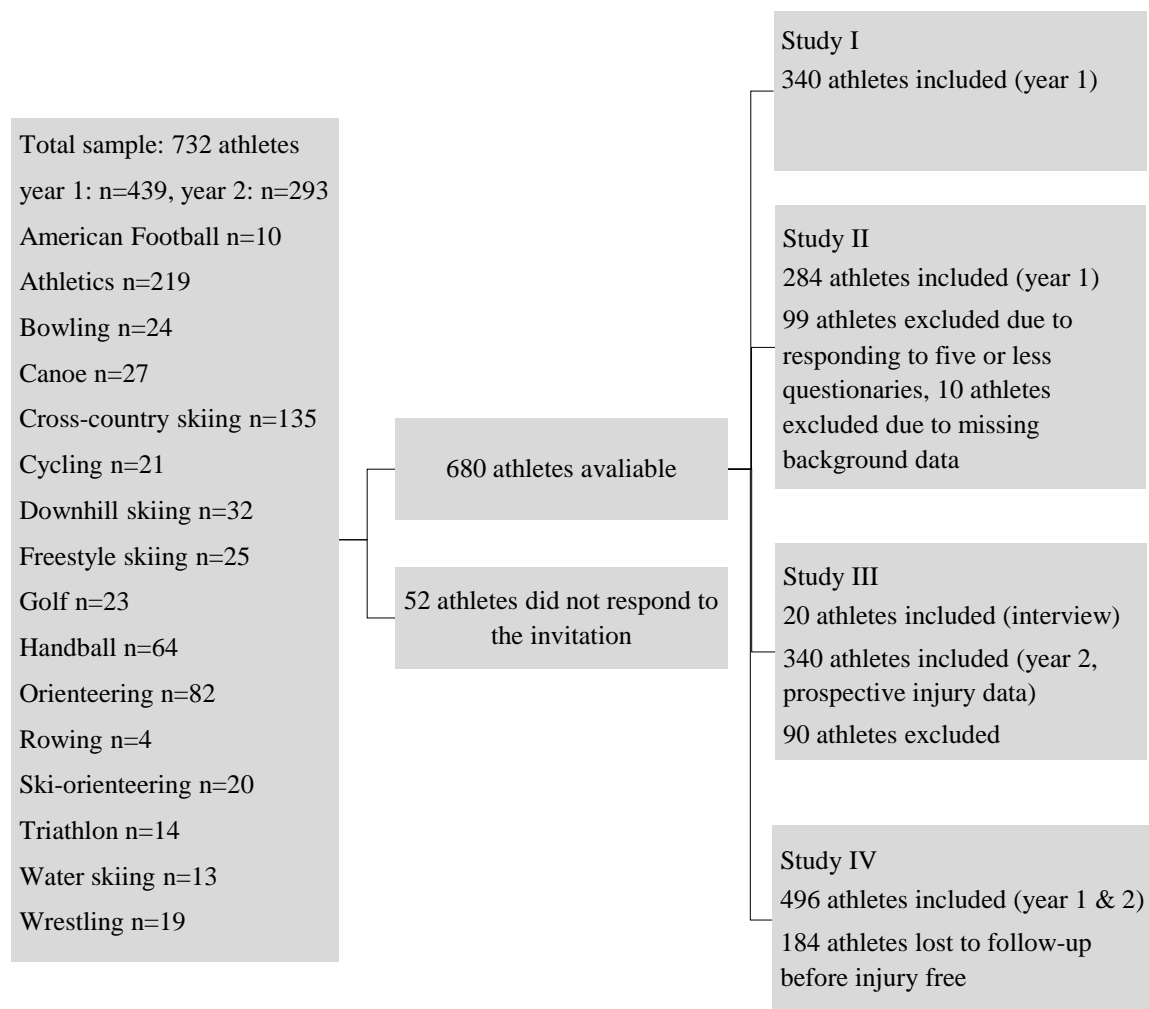 Total sample: 732 athletes
year 1: n=439, year 2: n=293
American Football n=10
Athletics n=219
Bowling n=24
Canoe n=27
Cross-country skiing n=135
Cycling n=21
Downhill skiing n=32
Freestyle skiing n=25
Golf n=23
Handball n=64
Orienteering n=82
Rowing n=4
Ski-orienteering n=20
Triathlon n=14
Water skiing n=13
Wrestling n=19
680 athletes avaliable
52 athletes did not respond to
the invitation
Study I
340 athletes included (year 1)
Study II
284 athletes included (year 1)
99 athletes excluded due to
responding to five or less
questionaries, 10 athletes
excluded due to missing
background data
Study III
20 athletes included (interview)
340 athletes included (year 2,
prospective injury data)
90 athletes excluded
Study IV
496 athletes included (year 1 & 2)
184 athletes lost to follow-up
before injury free